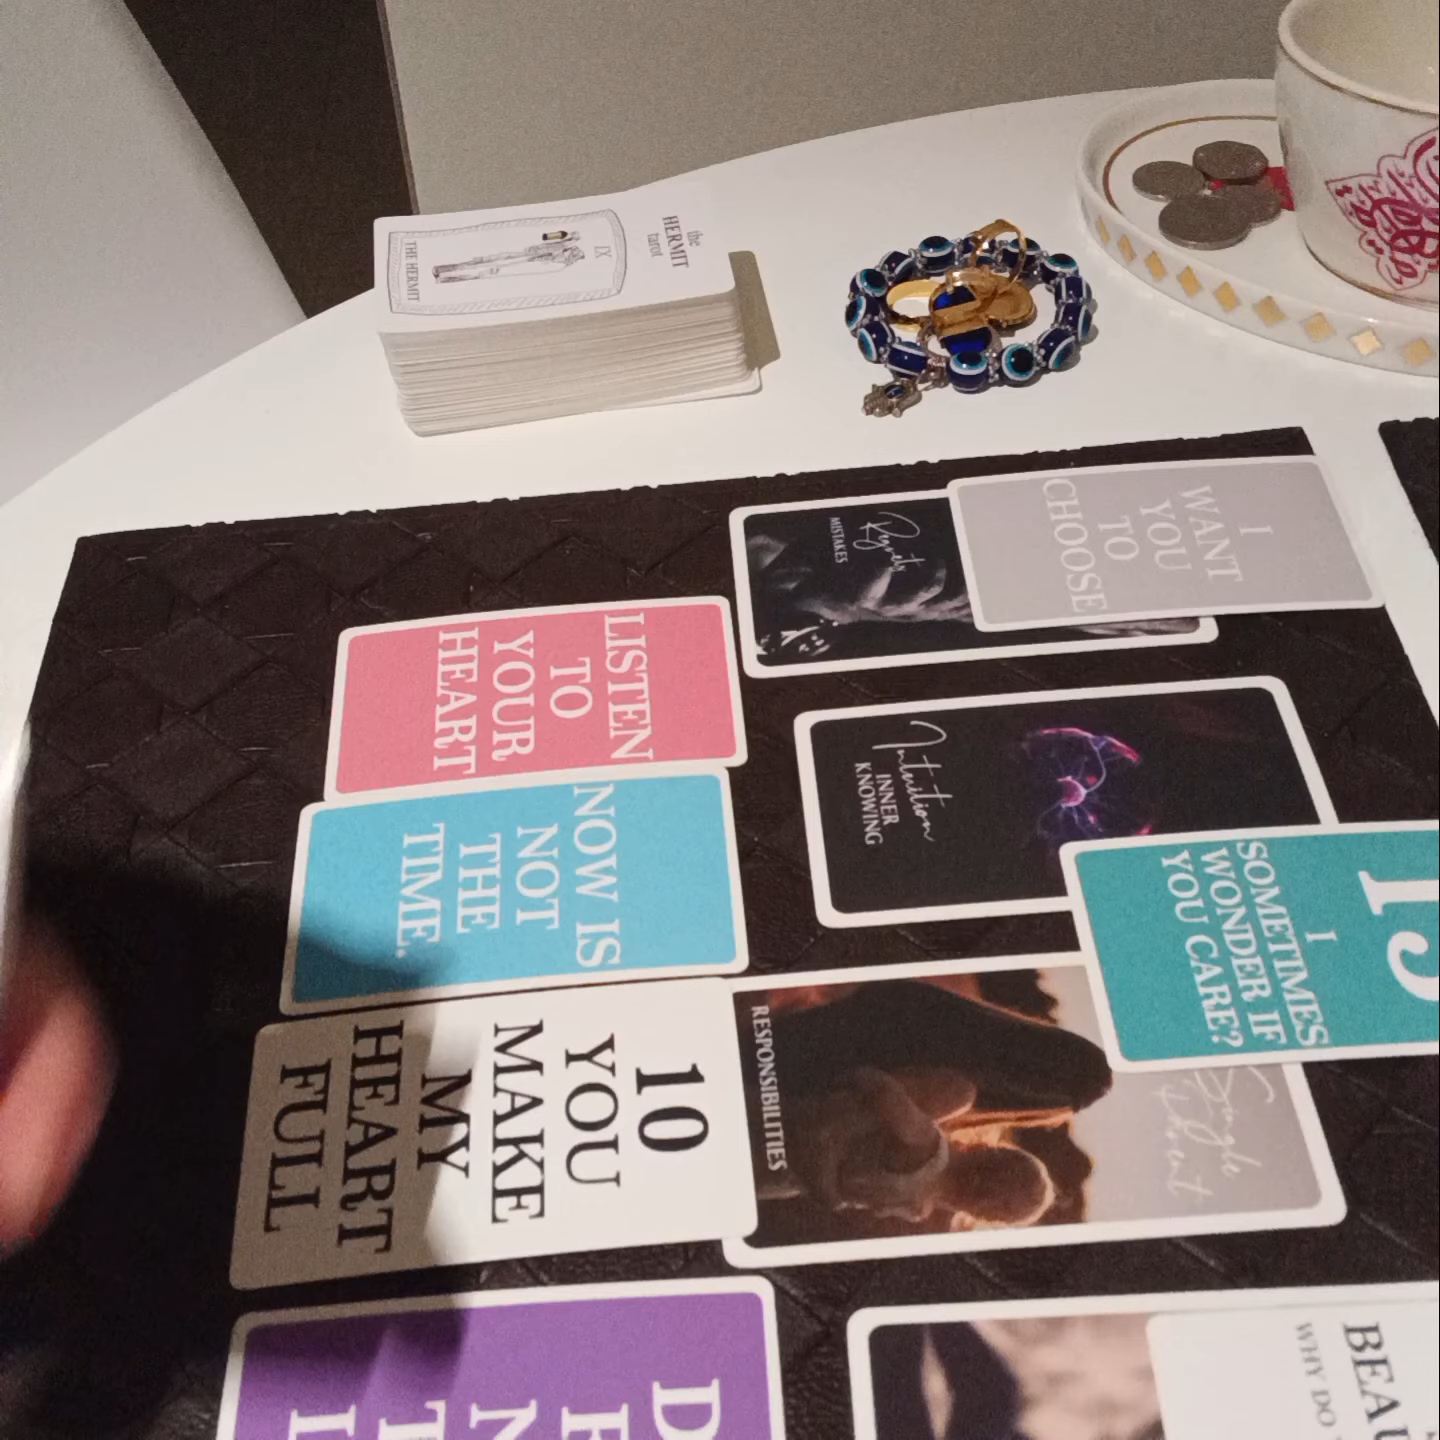 the
HERMIT
tarot
IX
THE HERMIT
I
WANT
YOU
TO
CHOOSE
Regrets
MISTAKES
LISTEN
TO
YOUR
HEART
Intuition
INNER
KNOWING
NOW IS
NOT
THE
TIME.
I
SOMETIMES
WONDER IF
YOU CARE?
Single
Parent
RESPONSIBILITIES
10
YOU
MAKE
MY
HEART
FULL
WHY DO